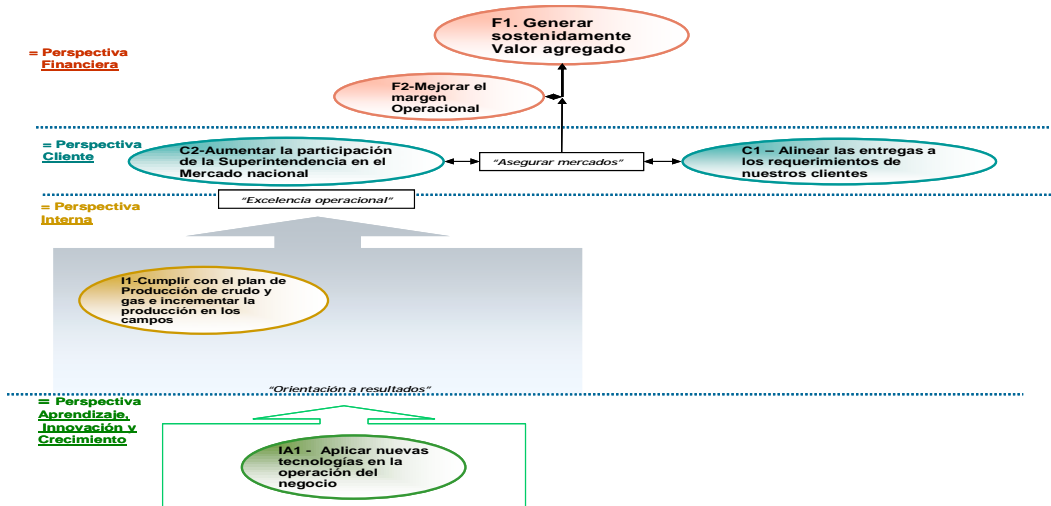 F1. Generar
sostenidamente
Valor agregado
= Perspectiva
Financiera
F2-Mejorar el
margen
Operacional
= Perspectiva
Cliente
C2-Aumentar la participación
de la Superintendencia en el
Mercado nacional
"Asegurar mercados"
C1 – Alinear las entregas a
los requerimientos de
nuestros clientes
"Excelencia operacional"
= Perspectiva
Interna
I1-Cumplir con el plan de
Producción de crudo y
gas e incrementar la
producción en los
campos
"Orientación a resultados"
= Perspectiva
Aprendizaje,
Innovación y
Crecimiento
IA1 - Aplicar nuevas
tecnologías en la
operación del
negocio